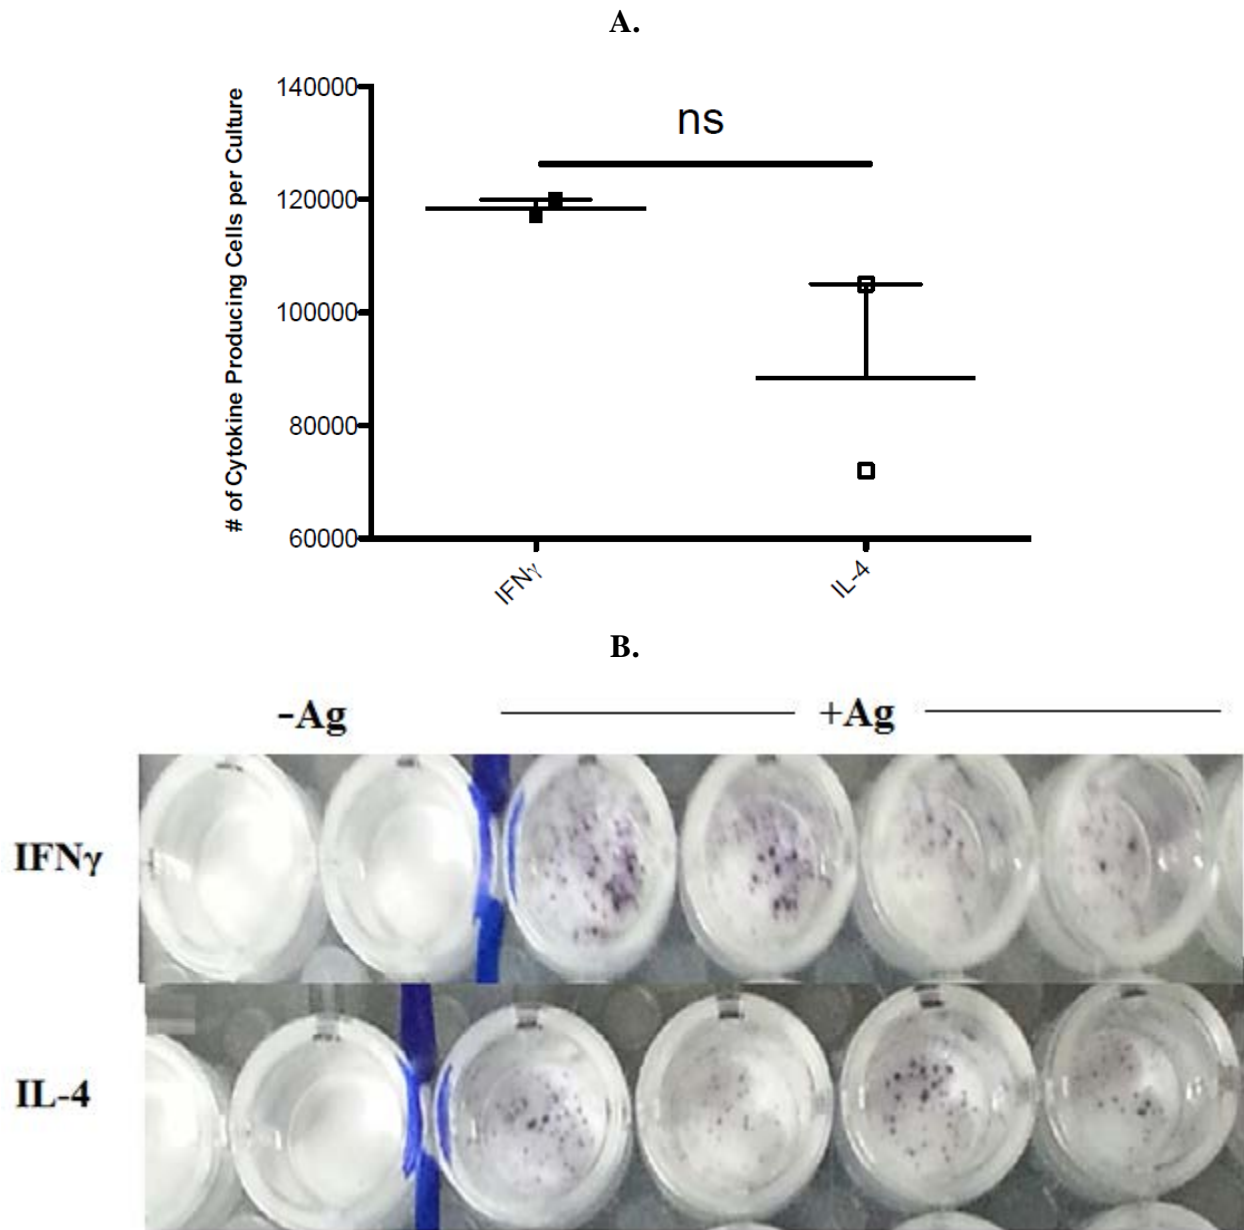 A.
# of Cytokine Producing Cells per Culture
140000
120000
100000
80000
60000
ns
IFNγ
IL-4
B.
-Ag
+Ag
IFNγ
IL-4